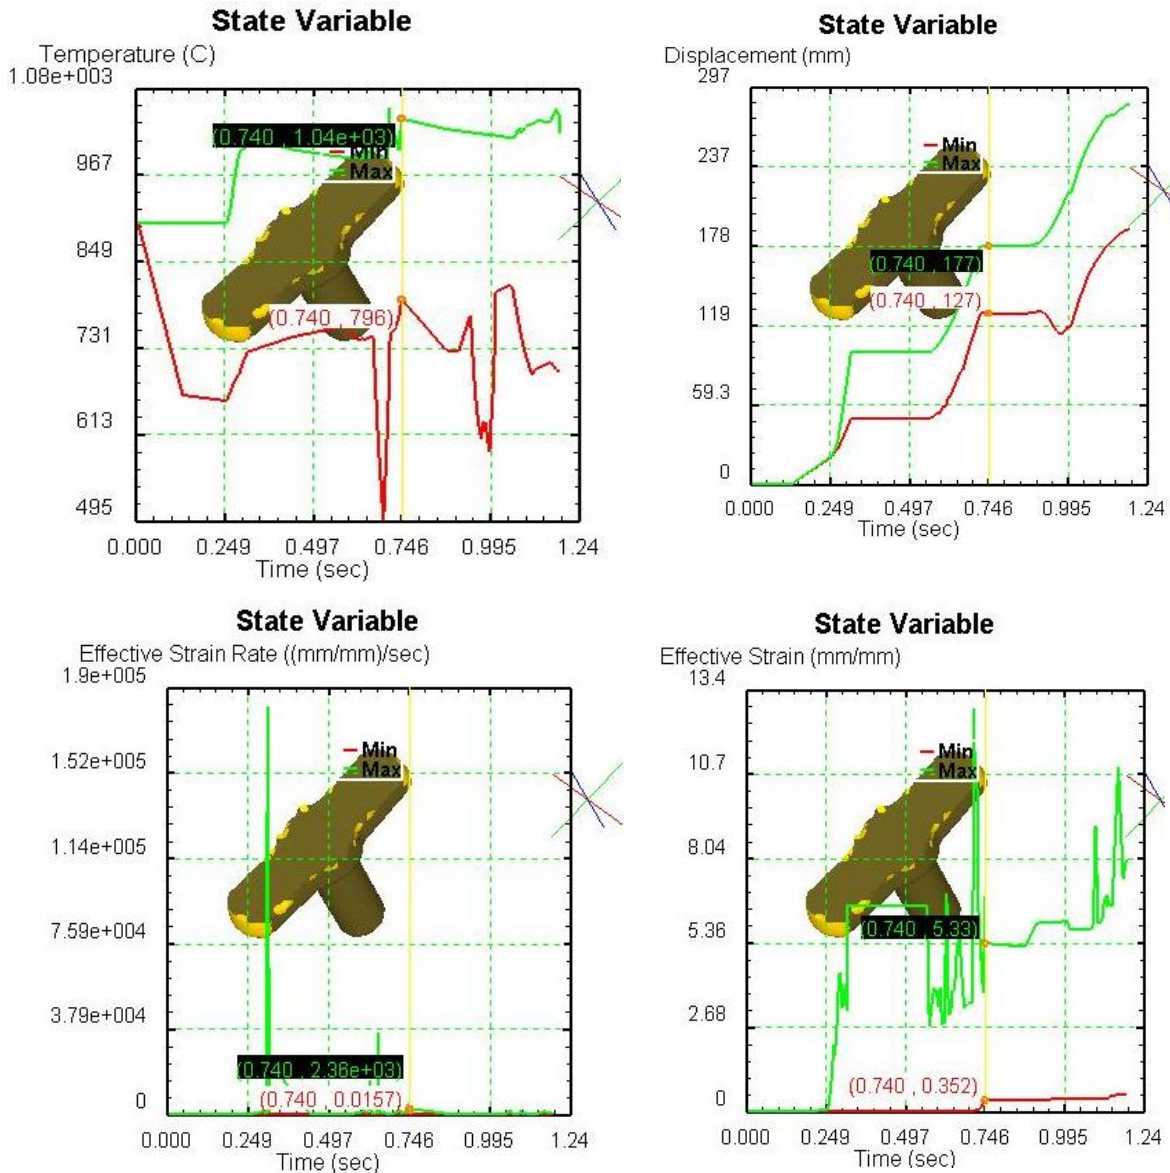 State Variable
Temperature (C)
1.08e+003
967
849
731
613
495
(0.740 , 1.04e+03)
Min
Max
(0.740 , 796)
0.000 0.249 0.497 0.746 0.995 1.24
Time (sec)
State Variable
Displacement (mm)
297
237
178
119
59.3
0
Min
Max
(0.740 , 177)
(0.740 , 127)
0.000 0.249 0.497 0.746 0.995 1.24
Time (sec)
State Variable
Effective Strain Rate ((mm/mm)/sec)
1.9e+005
1.52e+005
1.14e+005
7.59e+004
3.79e+004
0
Min
Max
(0.740 , 2.36e+03)
(0.740 , 0.0157)
0.000 0.249 0.497 0.746 0.995 1.24
Time (sec)
State Variable
Effective Strain (mm/mm)
13.4
10.7
8.04
5.36
2.68
0
Min
Max
(0.740 , 5.33)
(0.740 , 0.352)
0.000 0.249 0.497 0.746 0.995 1.24
Time (sec)